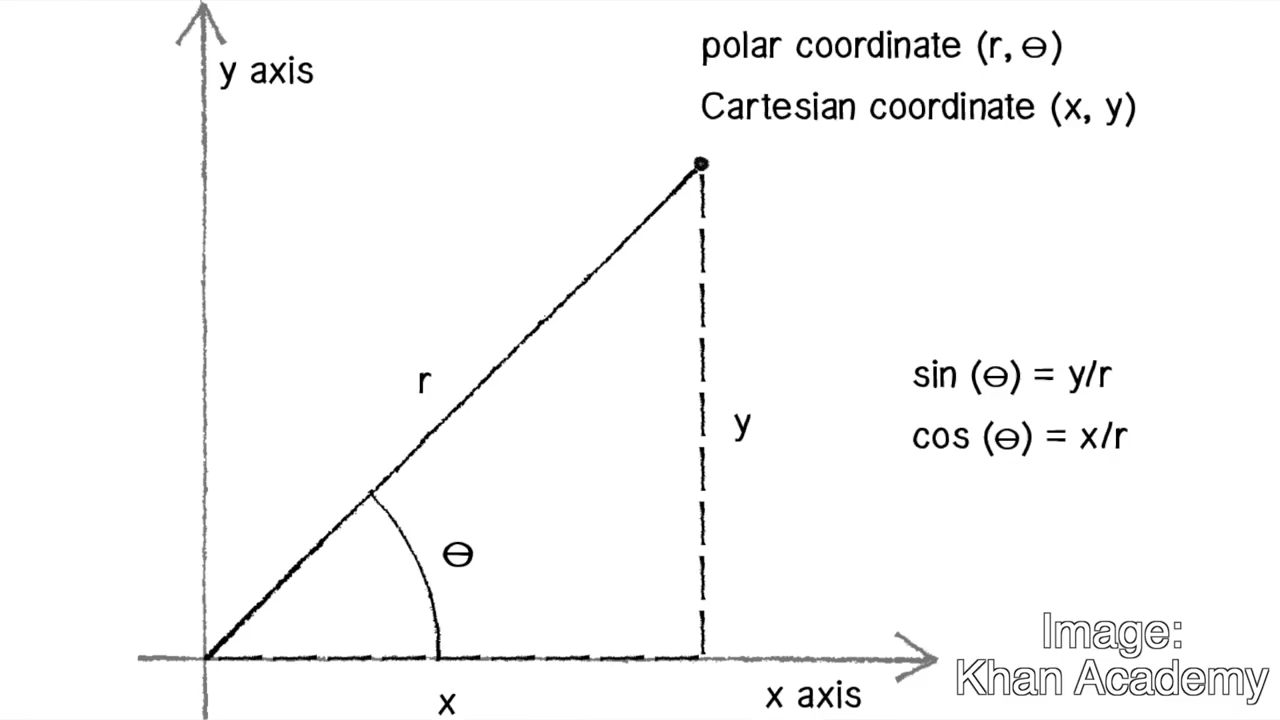 y axis
polar coordinate (r, ɵ)
Cartesian coordinate (x, y)
r
y
sin (ɵ) = y/r
cos (ɵ) = x/r
ɵ
x
x axis
Image:
Khan Academy